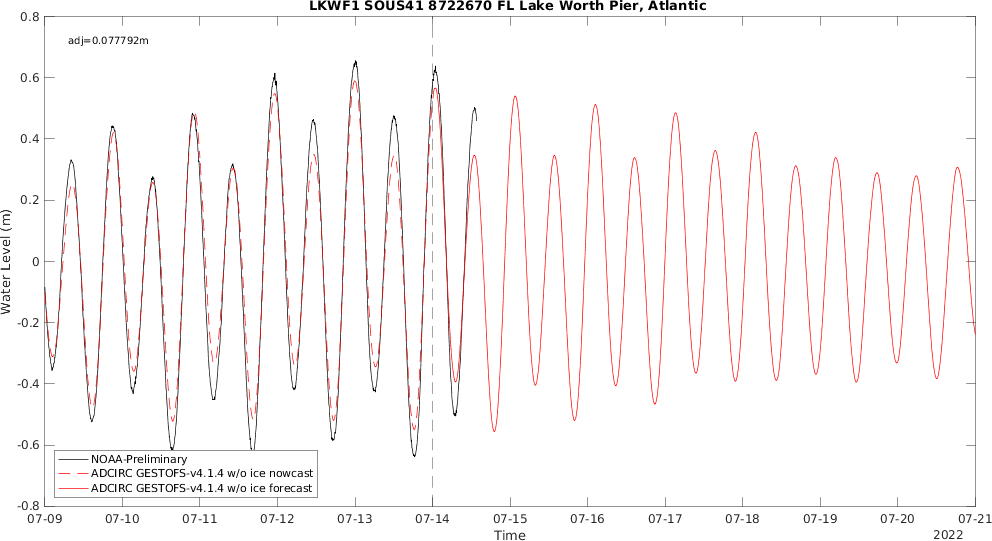 LKWF1 SOUS41 8722670 FL Lake Worth Pier, Atlantic
adj=0.077792m
0.8
0.6
0.4
0.2
0
-0.2
-0.4
-0.6
-0.8
Water Level (m)
NOAA-Preliminary
ADCIRC GESTOFS-v4.1.4 w/o ice nowcast
ADCIRC GESTOFS-v4.1.4 w/o ice forecast
07-09 07-10 07-11 07-12 07-13 07-14 07-15 07-16 07-17 07-18 07-19 07-20 07-21
Time
2022